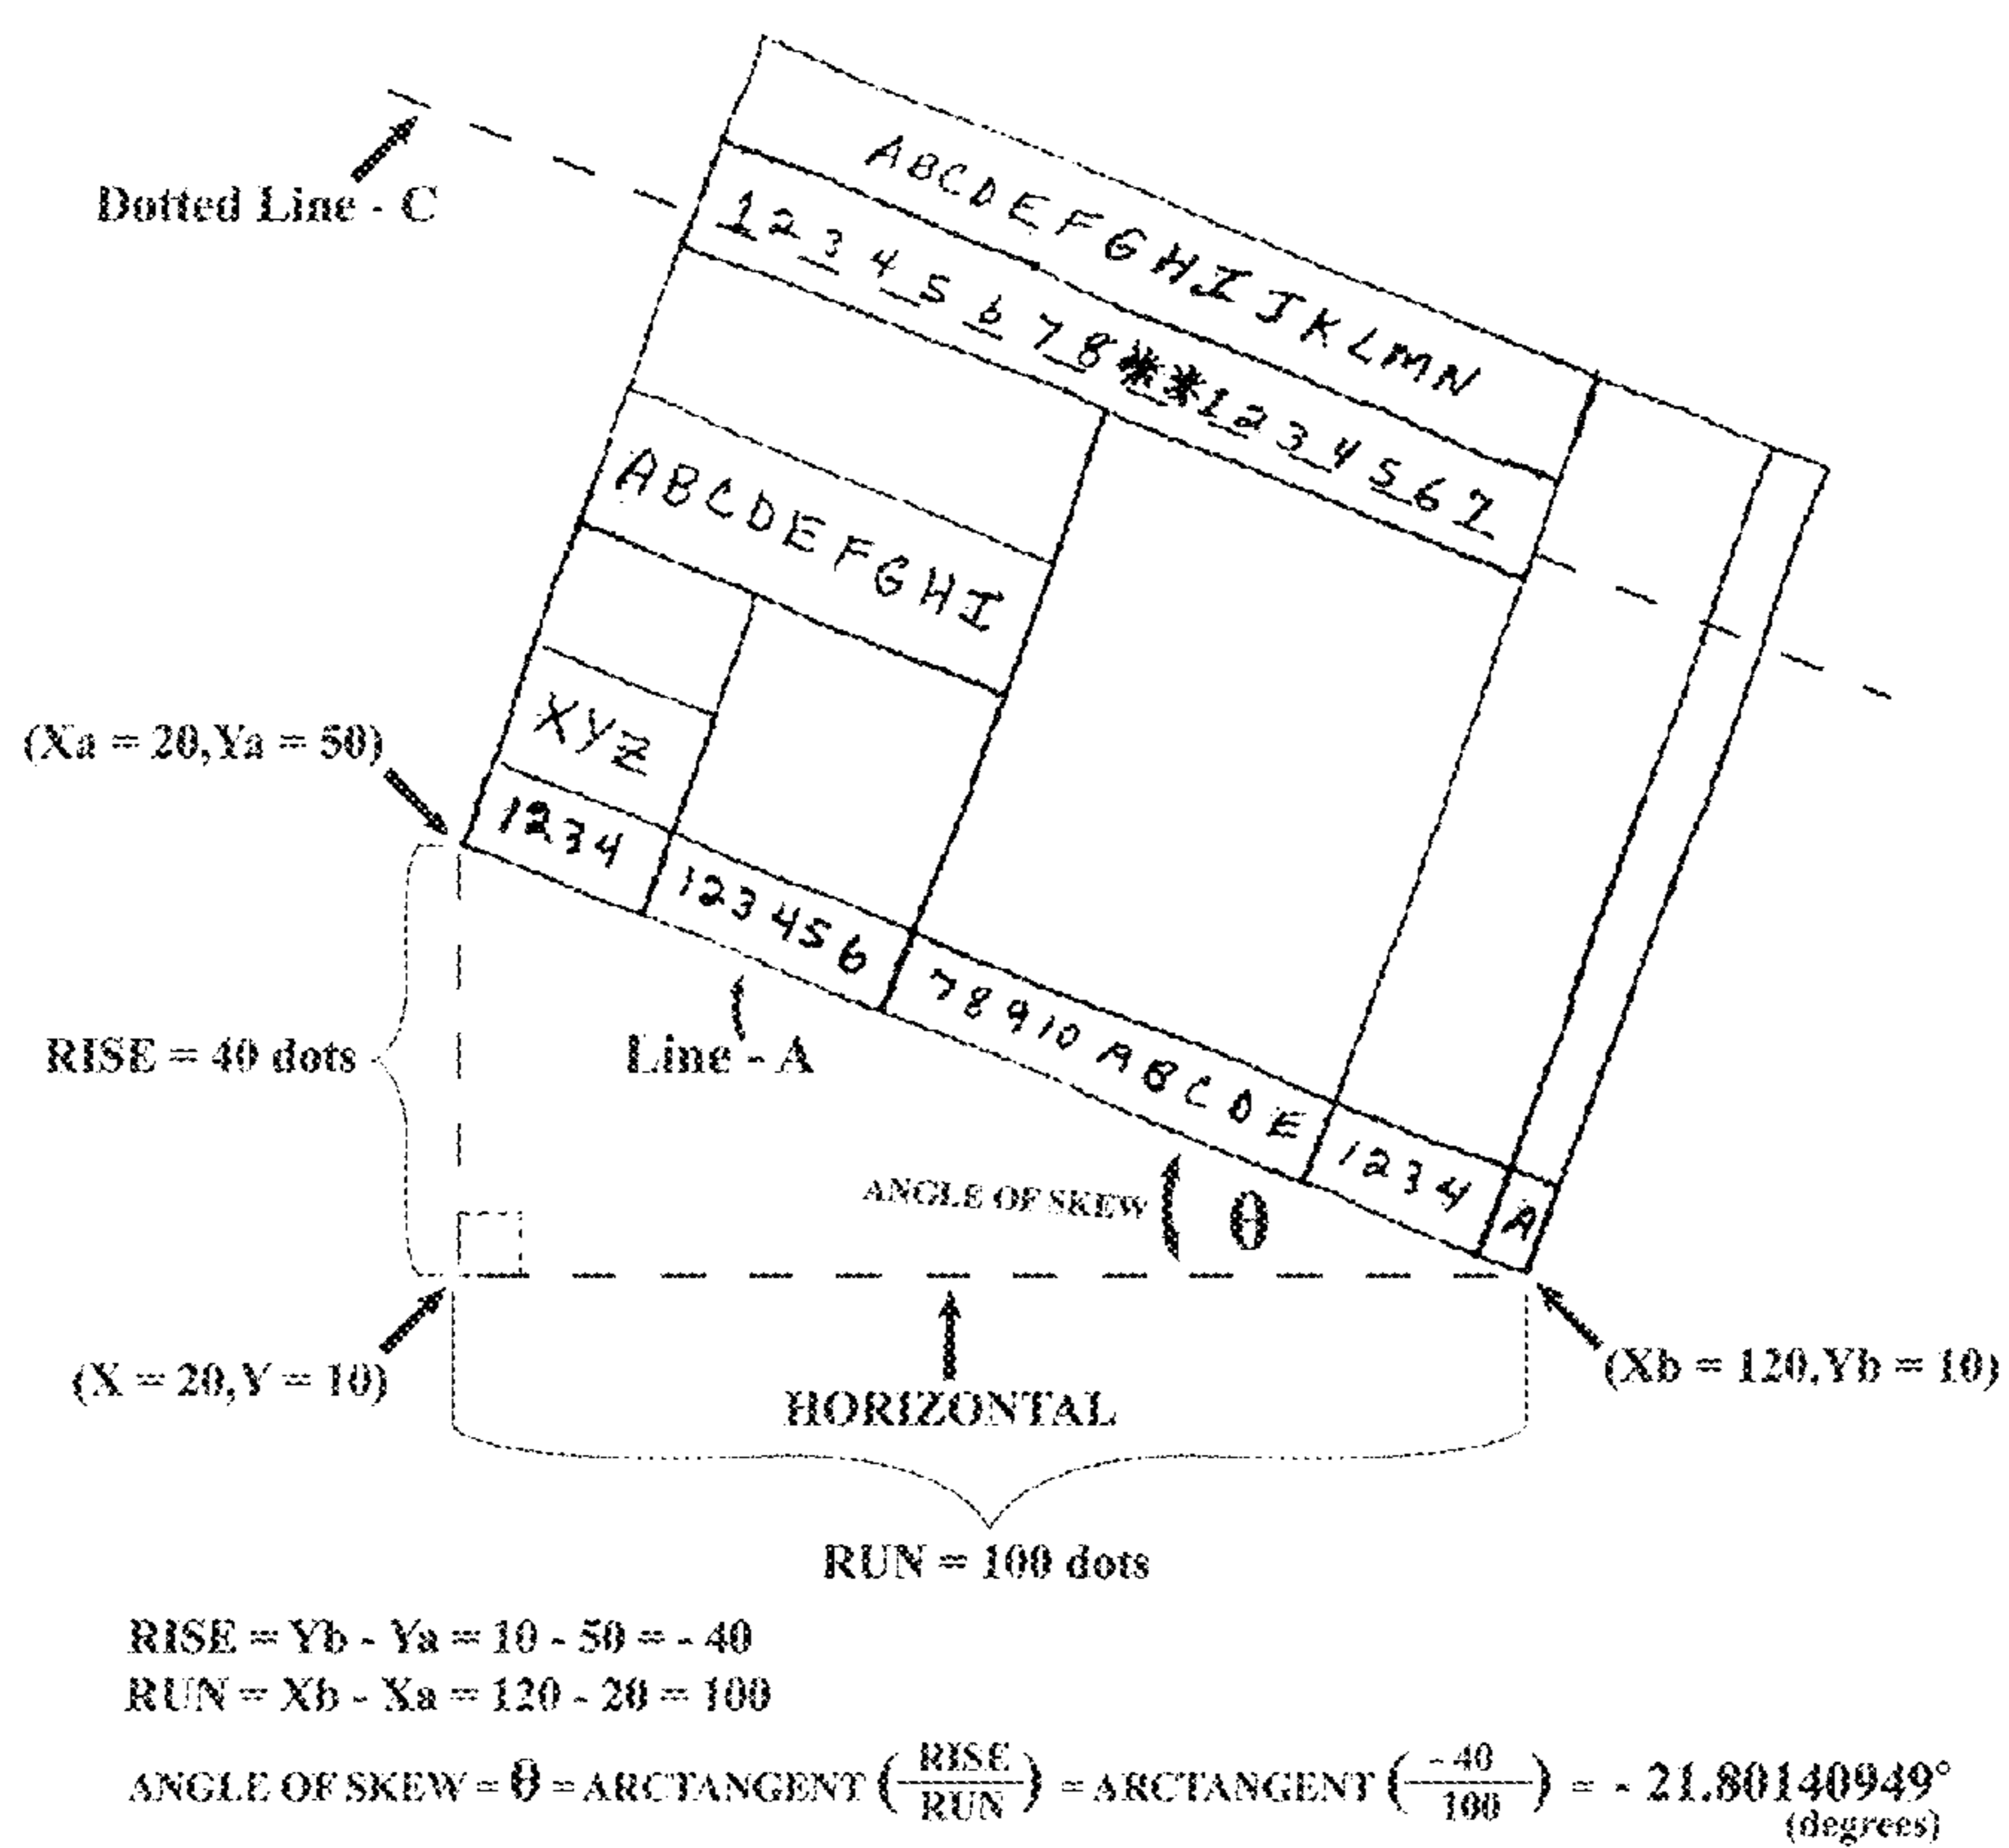 ABCDEFGHIJKLMN
Dotted Line - C
12345678**1234567
ABCDEFGHI
XYZ
(Xa = 20,Ya = 50)
1234
123456
78910ABCDE
1234
A
RISE = 40 dots
Line - A
ANGLE OF SKEW
θ
(X = 20,Y = 10)
(Xb = 120,Yb = 10)
HORIZONTAL
RUN = 100 dots
RISE = Yb - Ya = 10 - 50 = - 40
RUN = Xb - Xa = 120 - 20 = 100
ANGLE OF SKEW = θ = ARCTANGENT (RISE/RUN) = ARCTANGENT (- 40/100) = - 21.80140949°
(degrees)